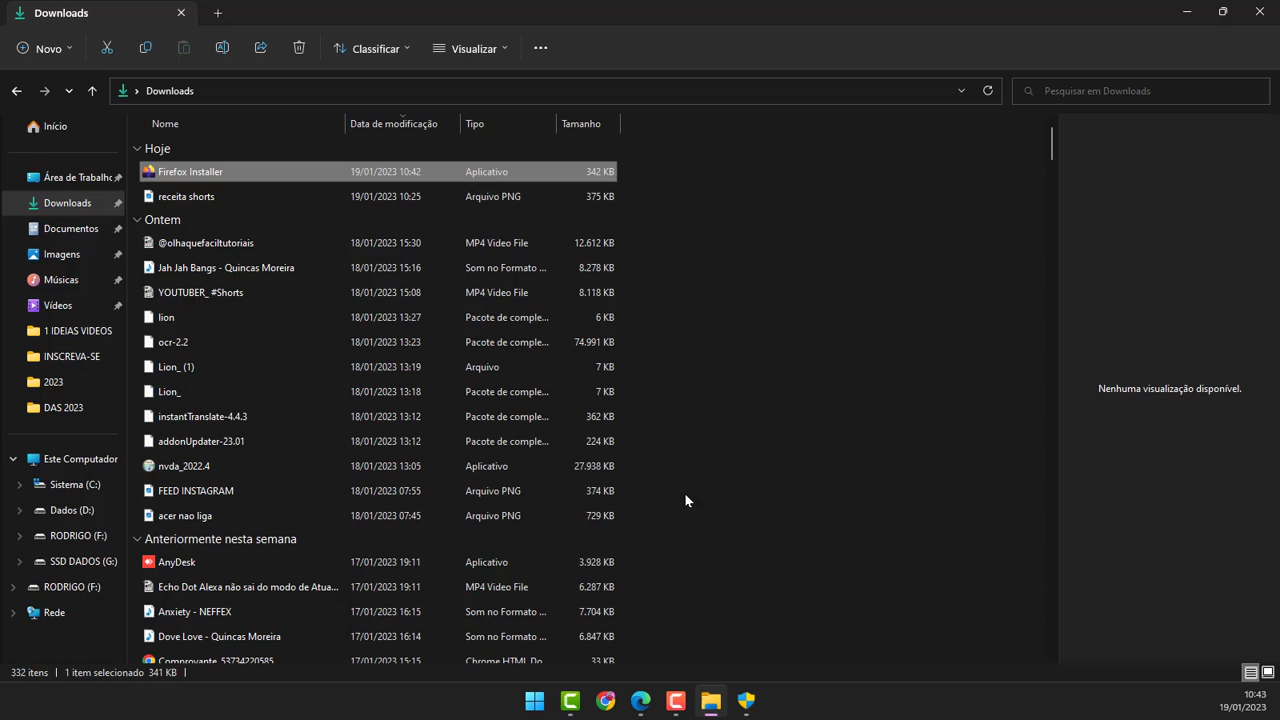 Downloads
Novo
Classificar
Visualizar
Downloads
Pesquisar em Downloads
Início
Área de Trabalho
Downloads
Documentos
Imagens
Músicas
Vídeos
1 IDEIAS VIDEOS
INSCREVA-SE
2023
DAS 2023
Este Computador
Sistema (C:)
Dados (D:)
RODRIGO (F:)
SSD DADOS (G:)
RODRIGO (F:)
Rede
Nome Data de modificação Tipo Tamanho
Hoje
Firefox Installer 19/01/2023 10:42 Aplicativo 342 KB
receita shorts 19/01/2023 10:25 Arquivo PNG 375 KB
Ontem
@olhaquefaciltutoriais 18/01/2023 15:30 MP4 Video File 12.612 KB
Jah Jah Bangs - Quincas Moreira 18/01/2023 15:16 Som no Formato ... 8.278 KB
YOUTUBER_ #Shorts 18/01/2023 15:08 MP4 Video File 8.118 KB
lion 18/01/2023 13:27 Pacote de comple... 6 KB
ocr-2.2 18/01/2023 13:23 Pacote de comple... 74.991 KB
Lion_ (1) 18/01/2023 13:19 Arquivo 7 KB
Lion_ 18/01/2023 13:18 Pacote de comple... 7 KB
instantTranslate-4.4.3 18/01/2023 13:12 Pacote de comple... 362 KB
addonUpdater-23.01 18/01/2023 13:12 Pacote de comple... 224 KB
nvda_2022.4 18/01/2023 13:05 Aplicativo 27.938 KB
FEED INSTAGRAM 18/01/2023 07:55 Arquivo PNG 374 KB
acer nao liga 18/01/2023 07:45 Arquivo PNG 729 KB
Anteriormente nesta semana
AnyDesk 17/01/2023 19:11 Aplicativo 3.928 KB
Echo Dot Alexa não sai do modo de Atua... 17/01/2023 19:11 MP4 Video File 6.287 KB
Anxiety - NEFFEX 17/01/2023 16:15 Som no Formato ... 7.704 KB
Dove Love - Quincas Moreira 17/01/2023 16:14 Som no Formato ... 6.847 KB
Comprovante_53734220585 17/01/2023 15:15 Chrome HTML Do... 33 KB
Nenhuma visualização disponível.
332 itens 1 item selecionado 341 KB
10:43
19/01/2023